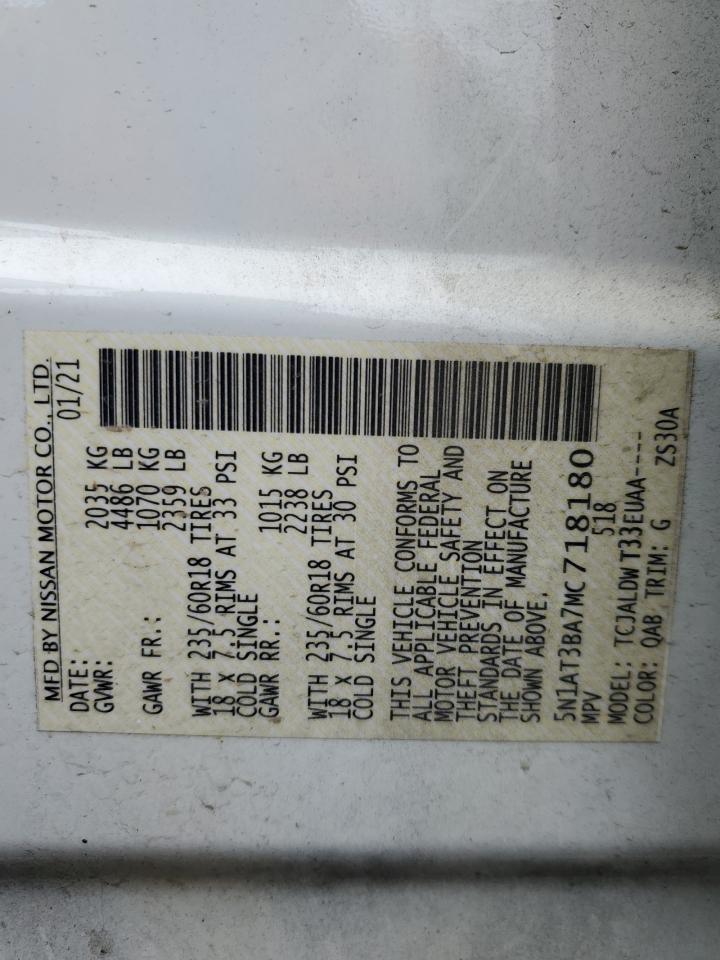 MFD BY NISSAN MOTOR CO., LTD.
DATE: 01/21
GVWR: 2035 KG
4486 LB
GAWR FR.: 1070 KG
2359 LB
WITH 235/60R18 TIRES
18 X 7.5 RIMS AT 33 PSI
COLD SINGLE
GAWR RR.: 1015 KG
2238 LB
WITH 235/60R18 TIRES
18 X 7.5 RIMS AT 30 PSI
COLD SINGLE
THIS VEHICLE CONFORMS TO
ALL APPLICABLE FEDERAL
MOTOR VEHICLE SAFETY AND
THEFT PREVENTION
STANDARDS IN EFFECT ON
THE DATE OF MANUFACTURE
SHOWN ABOVE.
5N1AT3BA7MC718180
MPV 518
MODEL: TCJALDW T33EUAA----
COLOR: QAB TRIM: G ZS30A